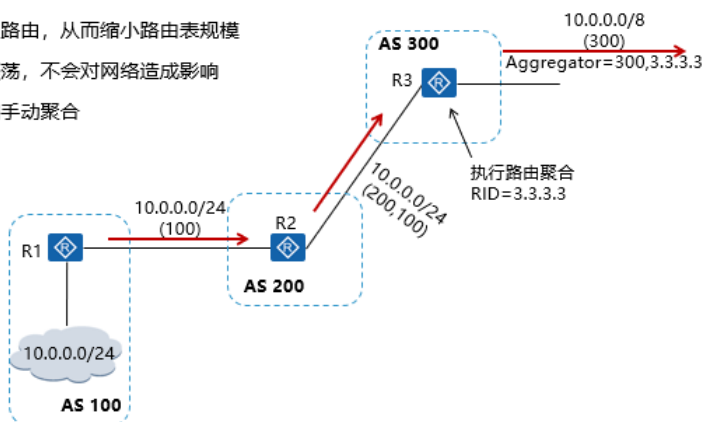 路由，从而缩小路由表规模
荡，不会对网络造成影响
手动聚合
10.0.0.0/8
(300)
Aggregator=300,3.3.3.3
AS 300
R3
执行路由聚合
RID=3.3.3.3
10.0.0.0/24
(200,100)
10.0.0.0/24
(100)
R2
R1
AS 200
10.0.0.0/24
AS 100